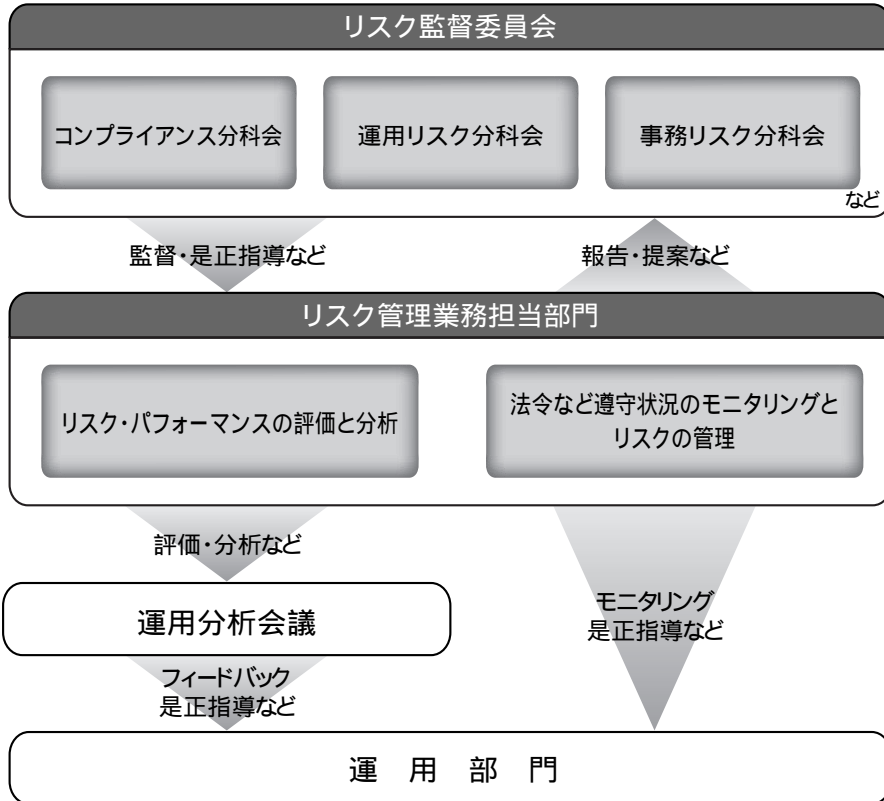 リスク監督委員会
コンプライアンス分科会
運用リスク分科会
事務リスク分科会
など
監督・是正指導など
報告・提案など
リスク管理業務担当部門
リスク・パフォーマンスの評価と分析
法令など遵守状況のモニタリングと
リスクの管理
評価・分析など
運用分析会議
フィードバック
是正指導など
モニタリング
是正指導など
運 用 部 門